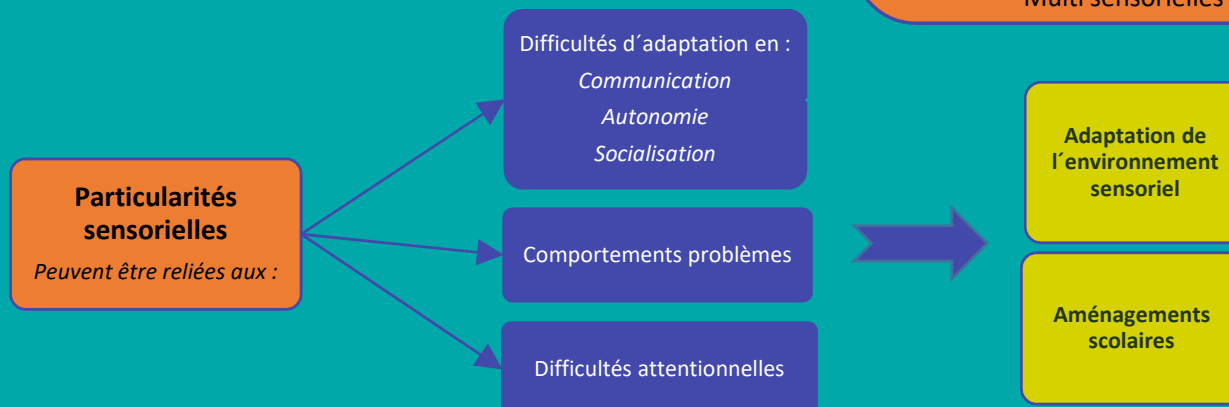 Multi sensorielles
Difficultés d´adaptation en :
Communication
Autonomie
Socialisation
Particularités
sensorielles
Peuvent être reliées aux :
Comportements problèmes
Difficultés attentionnelles
Adaptation de
l´environnement
sensoriel
Aménagements
scolaires